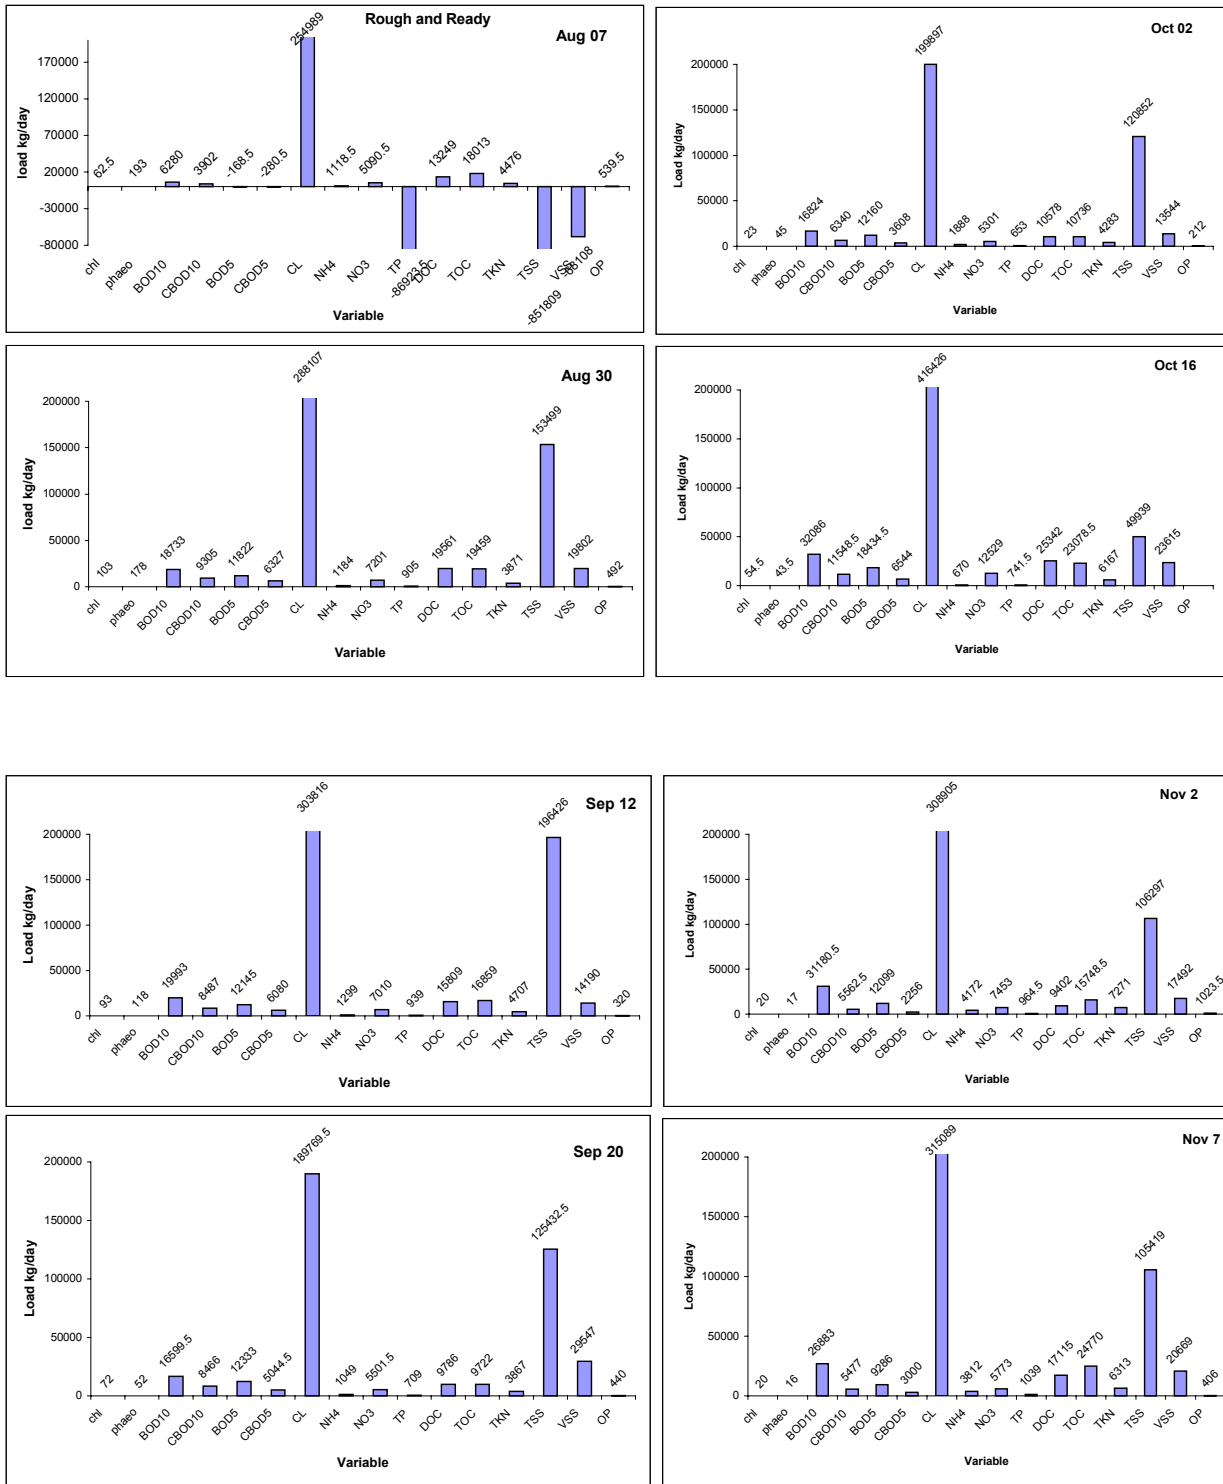 Rough and Ready
Aug 07
load kg/day
170000
120000
70000
20000
-30000
-80000
62.5
193
6280
3902
-168.5
-280.5
254989
1118.5
5090.5
-86923.5
13249
18013
4476
-851809
-68108
539.5
chl
phaeo
BOD10
CBOD10
BOD5
CBOD5
CL
NH4
NO3
TP
DOC
TOC
TKN
TSS
VSS
OP
Variable
Oct 02
Load kg/day
200000
150000
100000
50000
0
23
45
16824
6340
12160
3608
199897
1888
5301
653
10578
10736
4283
120852
13544
212
chl
phaeo
BOD10
CBOD10
BOD5
CBOD5
CL
NH4
NO3
TP
DOC
TOC
TKN
TSS
VSS
OP
Variable
Aug 30
load kg/day
200000
150000
100000
50000
0
103
178
18733
9305
11822
6327
288107
1184
7201
905
19561
19459
3871
153499
19802
492
chl
phaeo
BOD10
CBOD10
BOD5
CBOD5
CL
NH4
NO3
TP
DOC
TOC
TKN
TSS
VSS
OP
Variable
Oct 16
Load kg/day
200000
150000
100000
50000
0
54.5
43.5
32086
11548.5
18434.5
6544
416426
670
12529
741.5
25342
23078.5
6167
49939
23615
chl
phaeo
BOD10
CBOD10
BOD5
CBOD5
CL
NH4
NO3
TP
DOC
TOC
TKN
TSS
VSS
OP
Variable
Sep 12
Load kg/day
200000
150000
100000
50000
0
93
118
19993
8487
12145
6080
303816
1299
7010
939
15809
16859
4707
196426
14190
320
chl
phaeo
BOD10
CBOD10
BOD5
CBOD5
CL
NH4
NO3
TP
DOC
TOC
TKN
TSS
VSS
OP
Variable
Nov 2
Load kg/day
200000
150000
100000
50000
0
20
17
31180.5
5562.5
12099
2256
308905
4172
7453
964.5
9402
15748.5
7271
106297
17492
1023.5
chl
phaeo
BOD10
CBOD10
BOD5
CBOD5
CL
NH4
NO3
TP
DOC
TOC
TKN
TSS
VSS
OP
Variable
Sep 20
Load kg/day
200000
150000
100000
50000
0
72
52
16599.5
8466
12333
5044.5
189769.5
1049
5501.5
709
9786
9722
3867
125432.5
29547
440
chl
phaeo
BOD10
CBOD10
BOD5
CBOD5
CL
NH4
NO3
TP
DOC
TOC
TKN
TSS
VSS
OP
Variable
Nov 7
Load kg/day
200000
150000
100000
50000
0
20
16
26883
5477
9286
3000
315089
3812
5773
1039
17115
24770
6313
105419
20669
406
chl
phaeo
BOD10
CBOD10
BOD5
CBOD5
CL
NH4
NO3
TP
DOC
TOC
TKN
TSS
VSS
OP
Variable